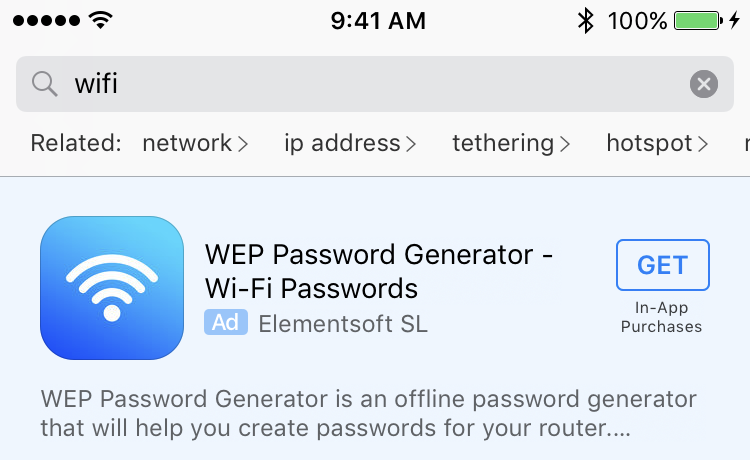 9:41 AM 100%
wifi
Related: network ip address tethering hotspot
WEP Password Generator -
Wi-Fi Passwords
Ad Elementsoft SL
GET
In-App
Purchases
WEP Password Generator is an offline password generator
that will help you create passwords for your router....